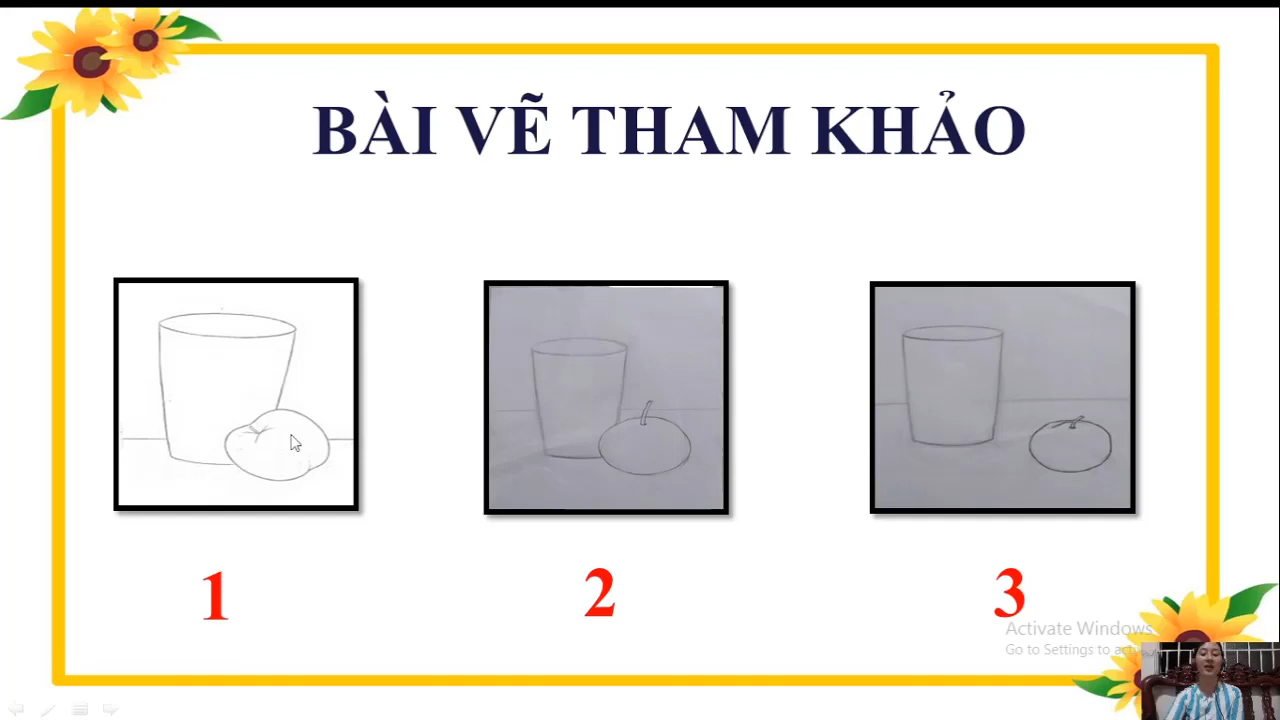 BÀI VẼ THAM KHẢO
1
2
3
Activate Windows
Go to Settings to